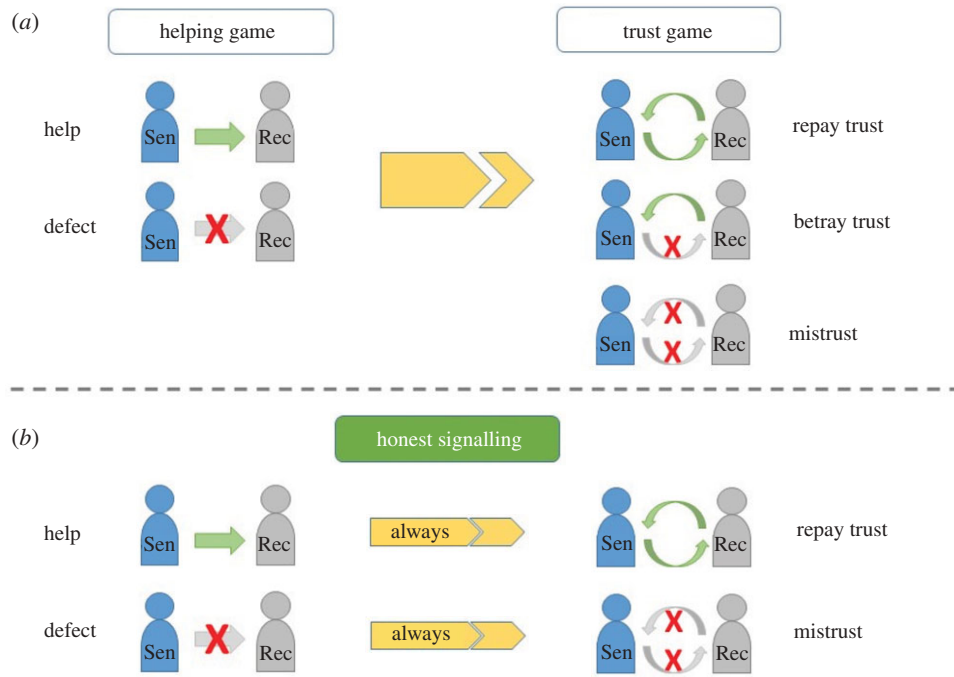 (a)
helping game
trust game
help
Sen
Rec
Sen
Rec
repay trust
defect
Sen
Rec
Sen
Rec
betray trust
Sen
Rec
mistrust
(b)
honest signalling
help
Sen
Rec
always
Sen
Rec
repay trust
defect
Sen
Rec
always
Sen
Rec
mistrust